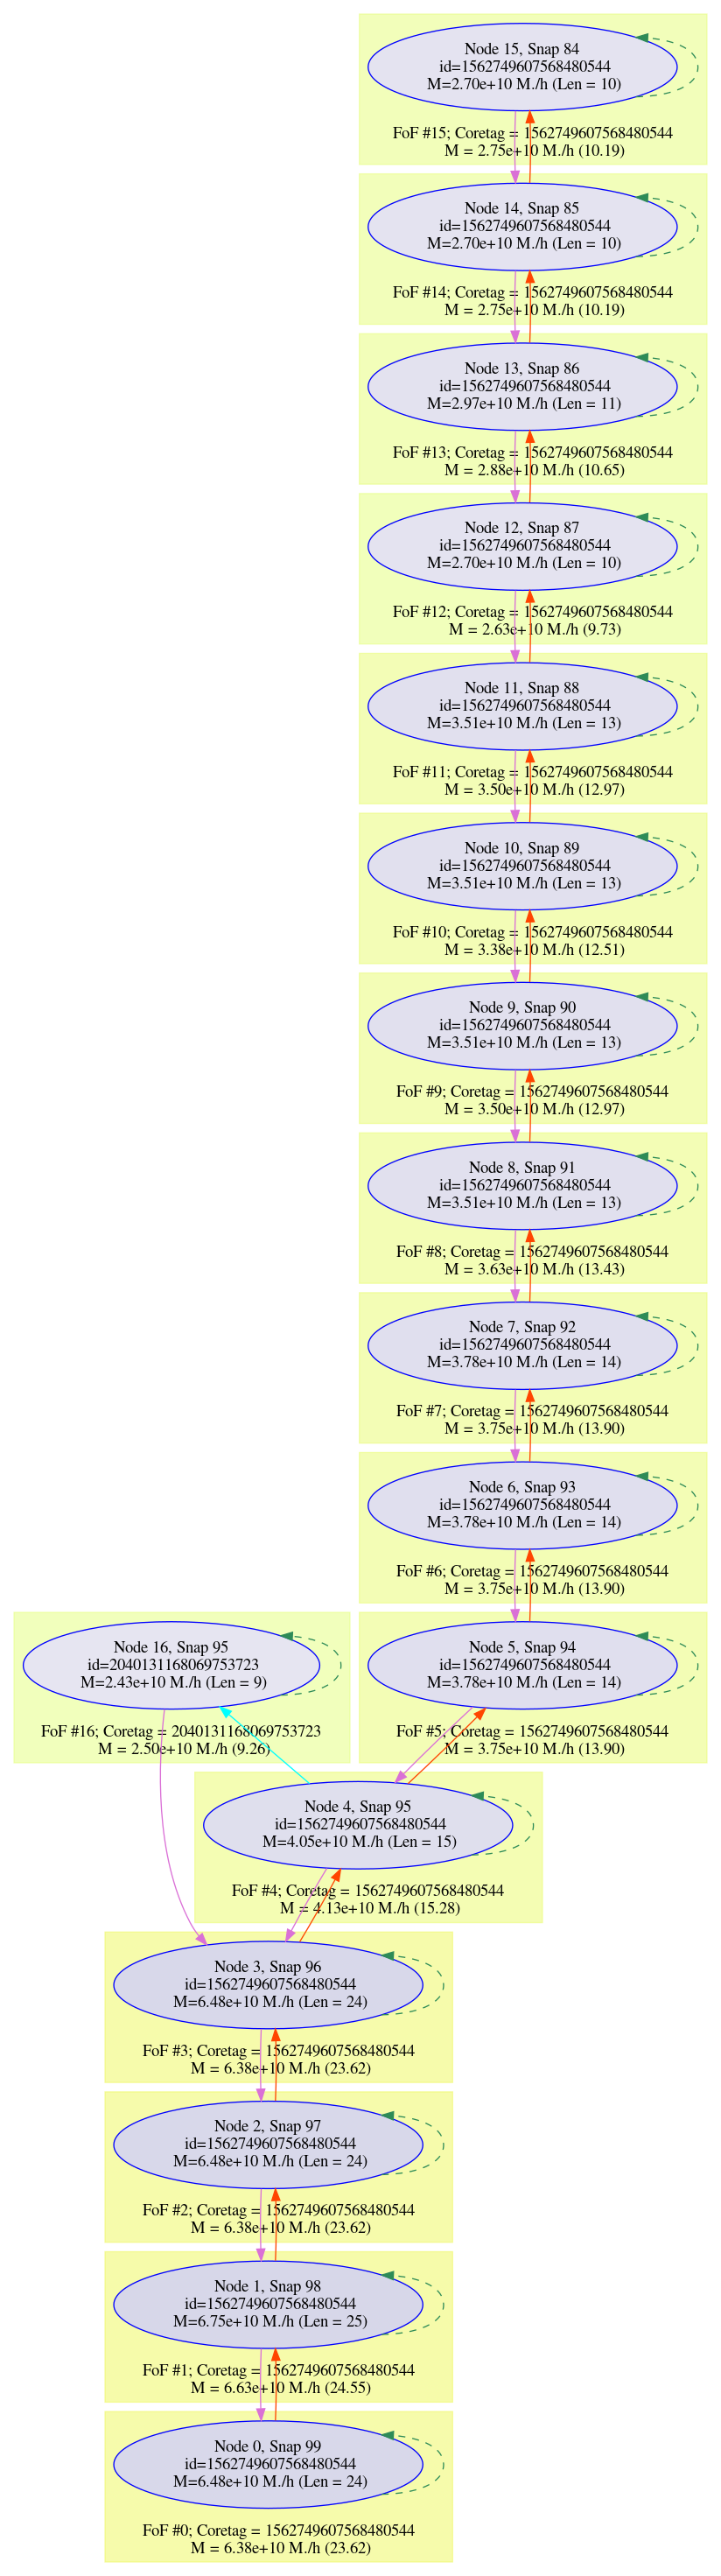 Node 15, Snap 84
id=1562749607568480544
M=2.70e+10 M./h (Len = 10)
FoF #15; Coretag = 1562749607568480544
M = 2.75e+10 M./h (10.19)
Node 14, Snap 85
id=1562749607568480544
M=2.70e+10 M./h (Len = 10)
FoF #14; Coretag = 1562749607568480544
M = 2.75e+10 M./h (10.19)
Node 13, Snap 86
id=1562749607568480544
M=2.97e+10 M./h (Len = 11)
FoF #13; Coretag = 1562749607568480544
M = 2.88e+10 M./h (10.65)
Node 12, Snap 87
id=1562749607568480544
M=2.70e+10 M./h (Len = 10)
FoF #12; Coretag = 1562749607568480544
M = 2.63e+10 M./h (9.73)
Node 11, Snap 88
id=1562749607568480544
M=3.51e+10 M./h (Len = 13)
FoF #11; Coretag = 1562749607568480544
M = 3.50e+10 M./h (12.97)
Node 10, Snap 89
id=1562749607568480544
M=3.51e+10 M./h (Len = 13)
FoF #10; Coretag = 1562749607568480544
M = 3.38e+10 M./h (12.51)
Node 9, Snap 90
id=1562749607568480544
M=3.51e+10 M./h (Len = 13)
FoF #9; Coretag = 1562749607568480544
M = 3.50e+10 M./h (12.97)
Node 8, Snap 91
id=1562749607568480544
M=3.51e+10 M./h (Len = 13)
FoF #8; Coretag = 1562749607568480544
M = 3.63e+10 M./h (13.43)
Node 7, Snap 92
id=1562749607568480544
M=3.78e+10 M./h (Len = 14)
FoF #7; Coretag = 1562749607568480544
M = 3.75e+10 M./h (13.90)
Node 6, Snap 93
id=1562749607568480544
M=3.78e+10 M./h (Len = 14)
FoF #6; Coretag = 1562749607568480544
M = 3.75e+10 M./h (13.90)
Node 16, Snap 95
id=2040131168069753723
M=2.43e+10 M./h (Len = 9)
FoF #16; Coretag = 2040131168069753723
M = 2.50e+10 M./h (9.26)
Node 5, Snap 94
id=1562749607568480544
M=3.78e+10 M./h (Len = 14)
FoF #5; Coretag = 1562749607568480544
M = 3.75e+10 M./h (13.90)
Node 4, Snap 95
id=1562749607568480544
M=4.05e+10 M./h (Len = 15)
FoF #4; Coretag = 1562749607568480544
M = 4.13e+10 M./h (15.28)
Node 3, Snap 96
id=1562749607568480544
M=6.48e+10 M./h (Len = 24)
FoF #3; Coretag = 1562749607568480544
M = 6.38e+10 M./h (23.62)
Node 2, Snap 97
id=1562749607568480544
M=6.48e+10 M./h (Len = 24)
FoF #2; Coretag = 1562749607568480544
M = 6.38e+10 M./h (23.62)
Node 1, Snap 98
id=1562749607568480544
M=6.75e+10 M./h (Len = 25)
FoF #1; Coretag = 1562749607568480544
M = 6.63e+10 M./h (24.55)
Node 0, Snap 99
id=1562749607568480544
M=6.48e+10 M./h (Len = 24)
FoF #0; Coretag = 1562749607568480544
M = 6.38e+10 M./h (23.62)